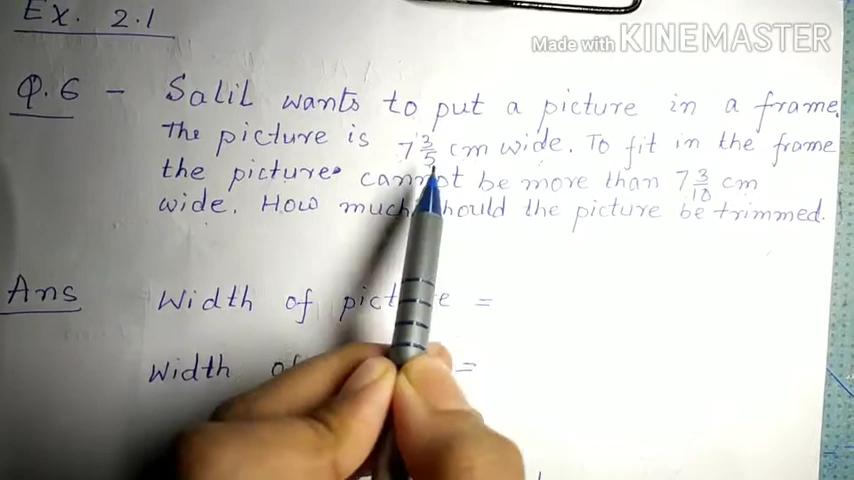 Ex. 2.1
Made with KINEMASTER
Q.6 - Salil wants to put a picture in a frame.
The picture is 7 3/5 cm wide. To fit in the frame
the picture cannot be more than 7 3/10 cm
wide. How much should the picture be trimmed.
Ans Width of picture =
Width of =